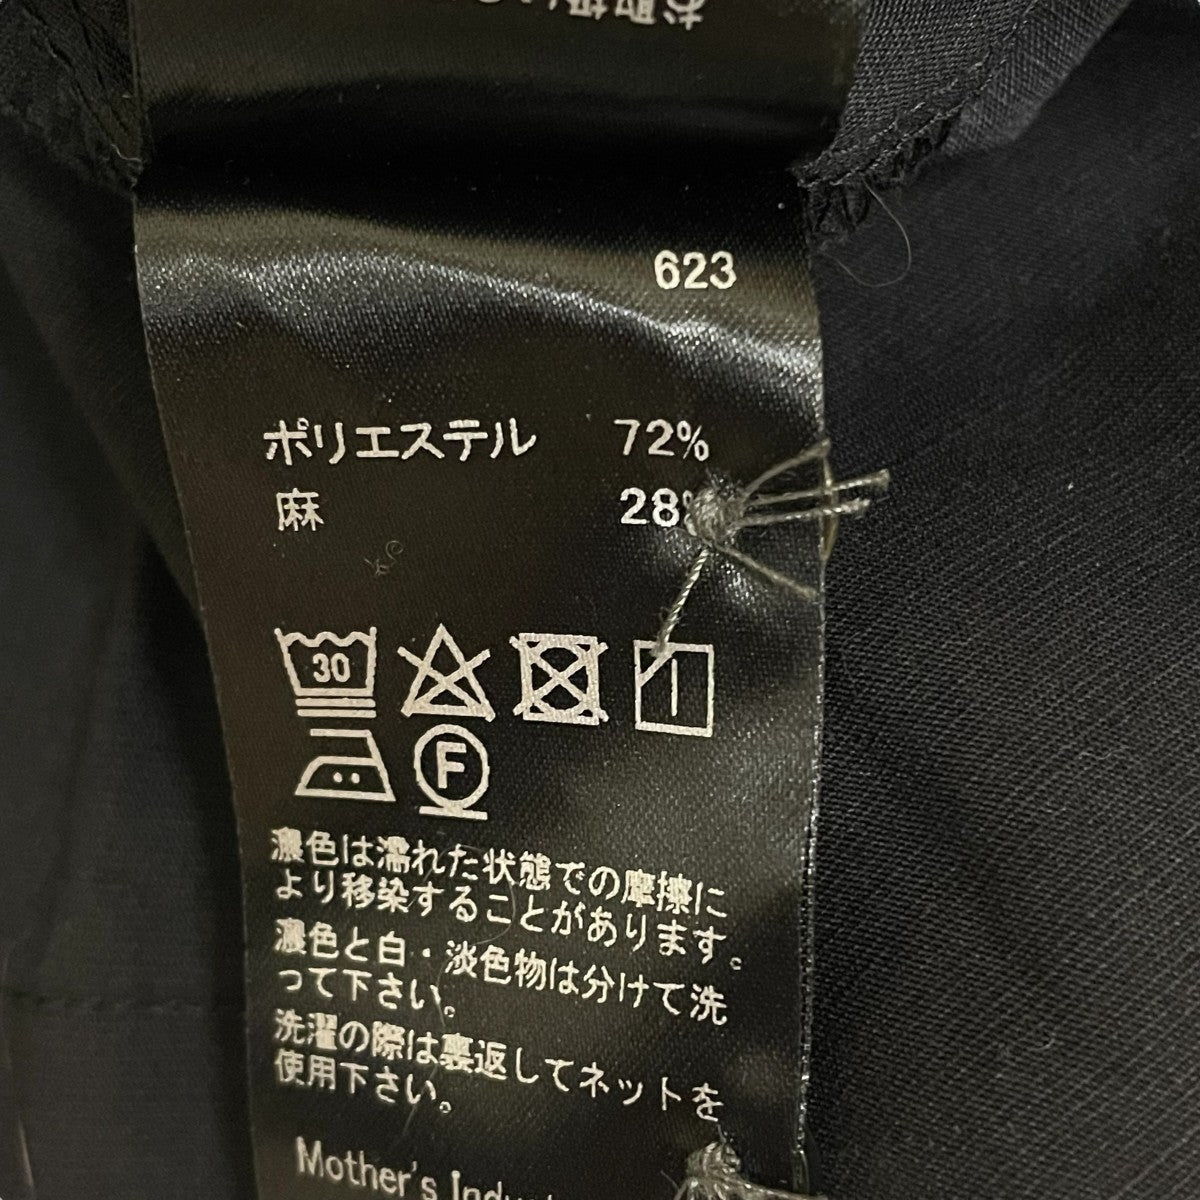 623
ポリエステル 72%
麻 28%
30
F
濃色は濡れた状態での摩擦に
より移染することがあります。
濃色と白・淡色物は分けて洗
って下さい。
洗濯の際は裏返してネットを
使用下さい。
Mother's